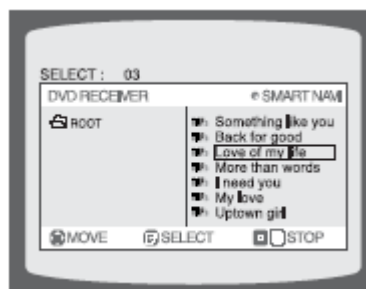 SELECT : 03
DVD RECEIVER
SMART NAVI
ROOT
Something like you
Back for good
Love of my life
More than words
I need you
My love
Uptown girl
MOVE
SELECT
STOP